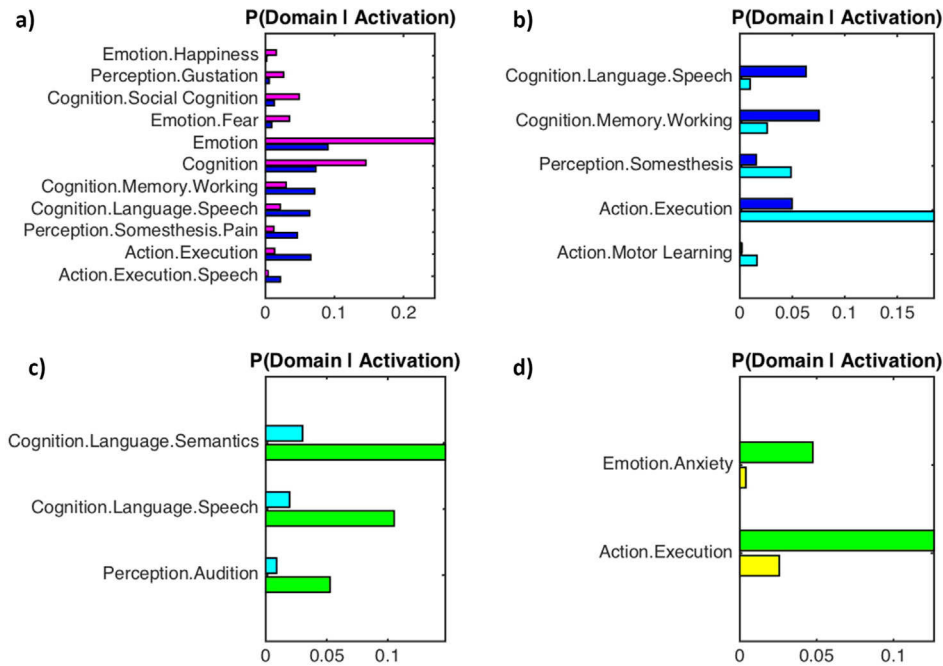 a)
P(Domain | Activation)
Emotion.Happiness
Perception.Gustation
Cognition.Social Cognition
Emotion.Fear
Emotion
Cognition
Cognition.Memory.Working
Cognition.Language.Speech
Perception.Somesthesis.Pain
Action.Execution
Action.Execution.Speech
0 0.1 0.2
b)
P(Domain | Activation)
Cognition.Language.Speech
Cognition.Memory.Working
Perception.Somesthesis
Action.Execution
Action.Motor Learning
0 0.05 0.1 0.15
c)
P(Domain | Activation)
Cognition.Language.Semantics
Cognition.Language.Speech
Perception.Audition
0 0.05 0.1
d)
P(Domain | Activation)
Emotion.Anxiety
Action.Execution
0 0.05 0.1